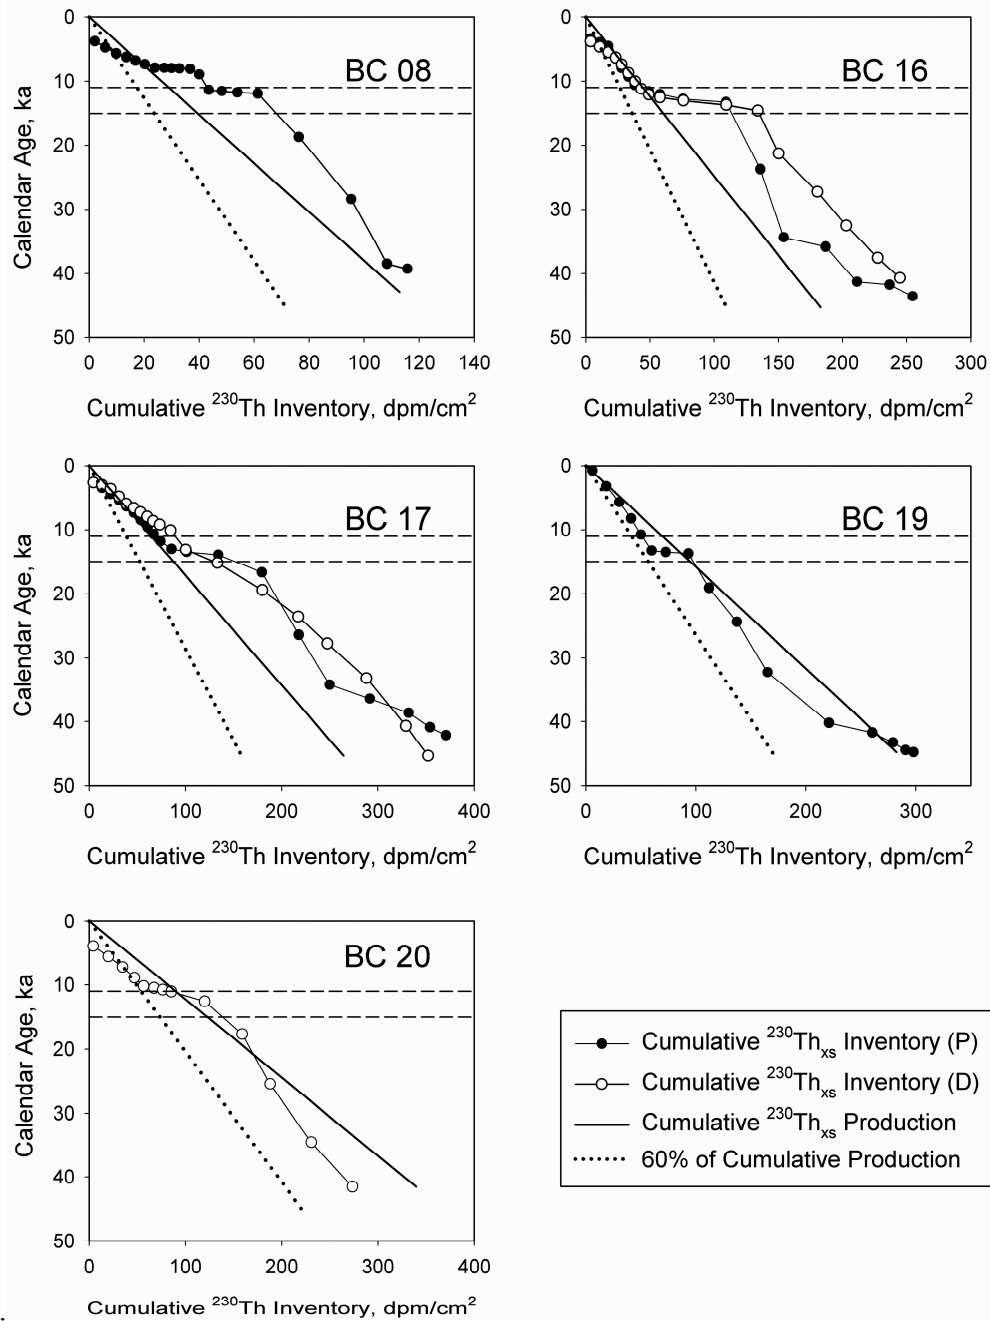 BC 08
0
10
20
30
40
50
Calendar Age, ka
0 20 40 60 80 100 120 140
Cumulative ²³⁰Th Inventory, dpm/cm²
BC 16
0
10
20
30
40
50
0 50 100 150 200 250 300
Cumulative ²³⁰Th Inventory, dpm/cm²
BC 17
0
10
20
30
40
50
Calendar Age, ka
0 100 200 300 400
Cumulative ²³⁰Th Inventory, dpm/cm²
BC 19
0
10
20
30
40
50
0 100 200 300
Cumulative ²³⁰Th Inventory, dpm/cm²
BC 20
0
10
20
30
40
50
Calendar Age, ka
0 100 200 300 400
Cumulative ²³⁰Th Inventory, dpm/cm²
Cumulative ²³⁰Thxs Inventory (P)
Cumulative ²³⁰Thxs Inventory (D)
Cumulative ²³⁰Thxs Production
60% of Cumulative Production